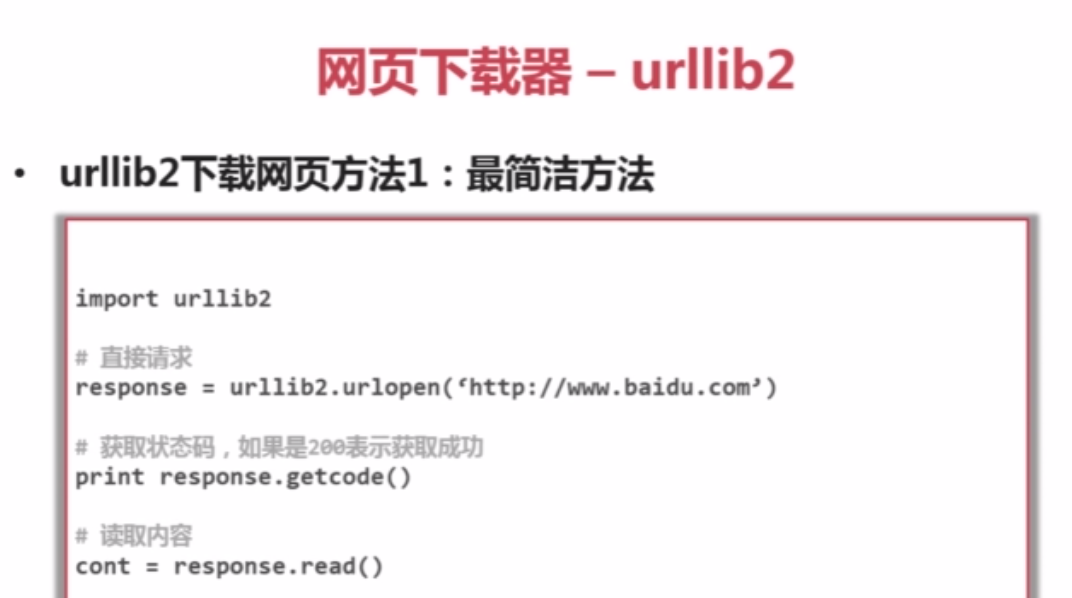 网页下载器 – urllib2
• urllib2下载网页方法1：最简洁方法
import urllib2
# 直接请求
response = urllib2.urlopen(‘http://www.baidu.com’)
# 获取状态码，如果是200表示获取成功
print response.getcode()
# 读取内容
cont = response.read()